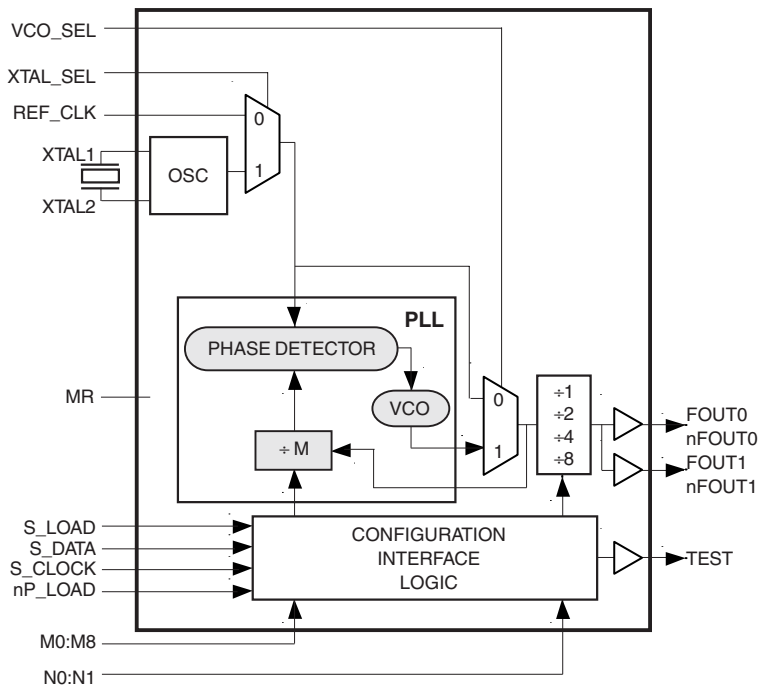 VCO_SEL
XTAL_SEL
REF_CLK
0
XTAL1
OSC
1
XTAL2
PLL
PHASE DETECTOR
MR
VCO
0
1
÷ M
÷1
÷2
÷4
÷8
FOUT0
nFOUT0
FOUT1
nFOUT1
S_LOAD
S_DATA
S_CLOCK
nP_LOAD
CONFIGURATION
INTERFACE
LOGIC
TEST
M0:M8
N0:N1